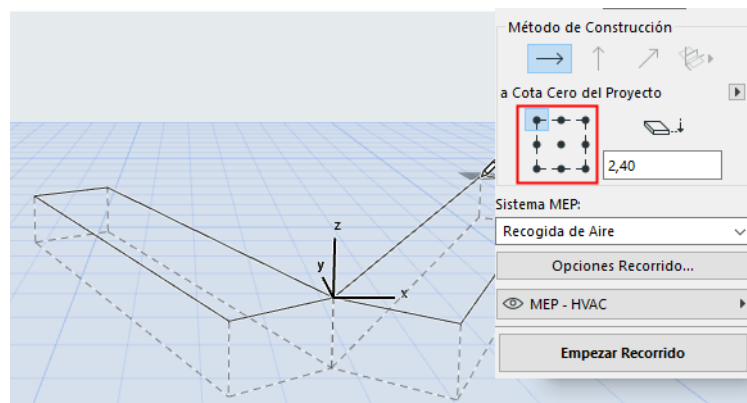 Método de Construcción
a Cota Cero del Proyecto
2,40
Sistema MEP:
Recogida de Aire
Opciones Recorrido...
MEP - HVAC
Empezar Recorrido
z
y
x